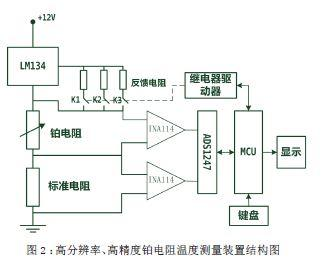 +12V
LM134
反馈电阻
K1 K2 K3
继电器驱动器
铂电阻
INA114
ADS1247
MCU
显示
标准电阻
INA114
键盘
图 2：高分辨率、高精度铂电阻温度测量装置结构图